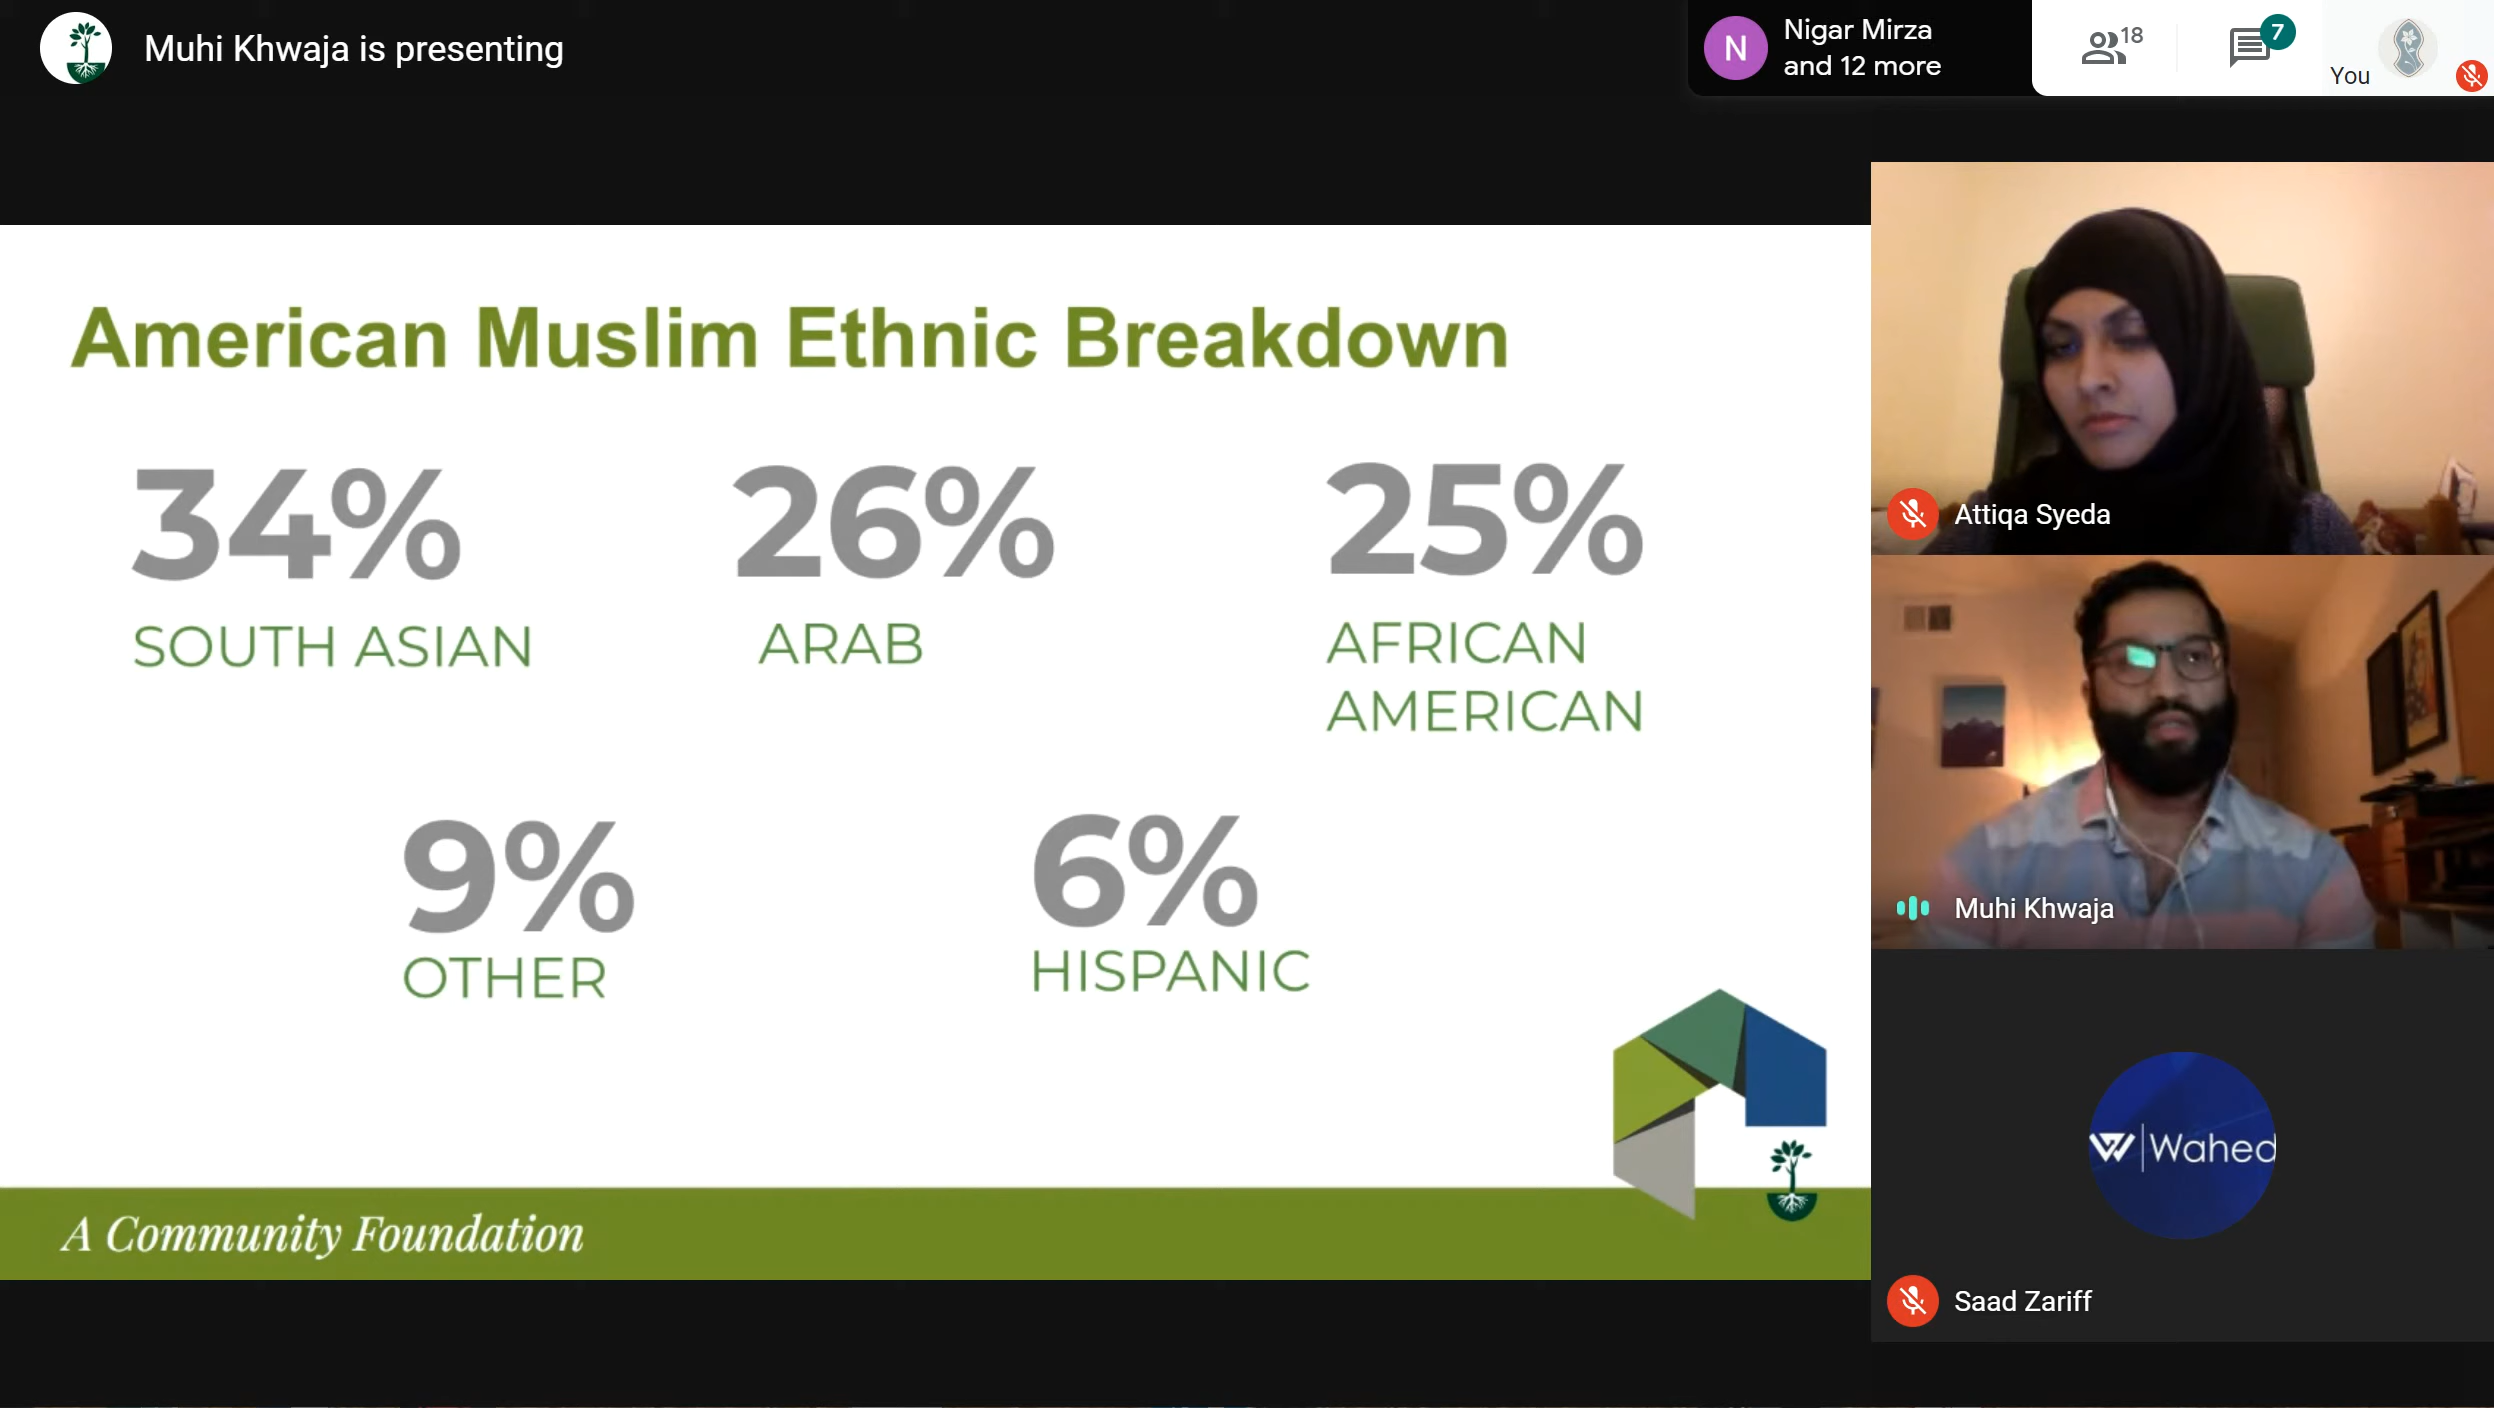 Muhi Khwaja is presenting
N
Nigar Mirza
and 12 more
18
7
You
American Muslim Ethnic Breakdown
34%
SOUTH ASIAN
26%
ARAB
25%
AFRICAN
AMERICAN
9%
OTHER
6%
HISPANIC
A Community Foundation
Attiqa Syeda
Muhi Khwaja
Wahed
Saad Zariff